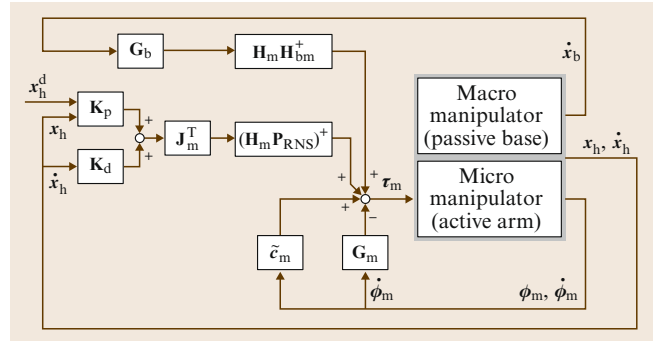 ẋ_b
G_b
H_m H_bm^+
x_h^d
K_p
x_h
+
J_m^T
(H_m P_RNS)^+
+
K_d
ẋ_h
Macro
manipulator
(passive base)
x_h, ẋ_h
Micro
manipulator
(active arm)
+
+
τ_m
+
−
c̃_m
G_m
ϕ̇_m
ϕ_m, ϕ̇_m